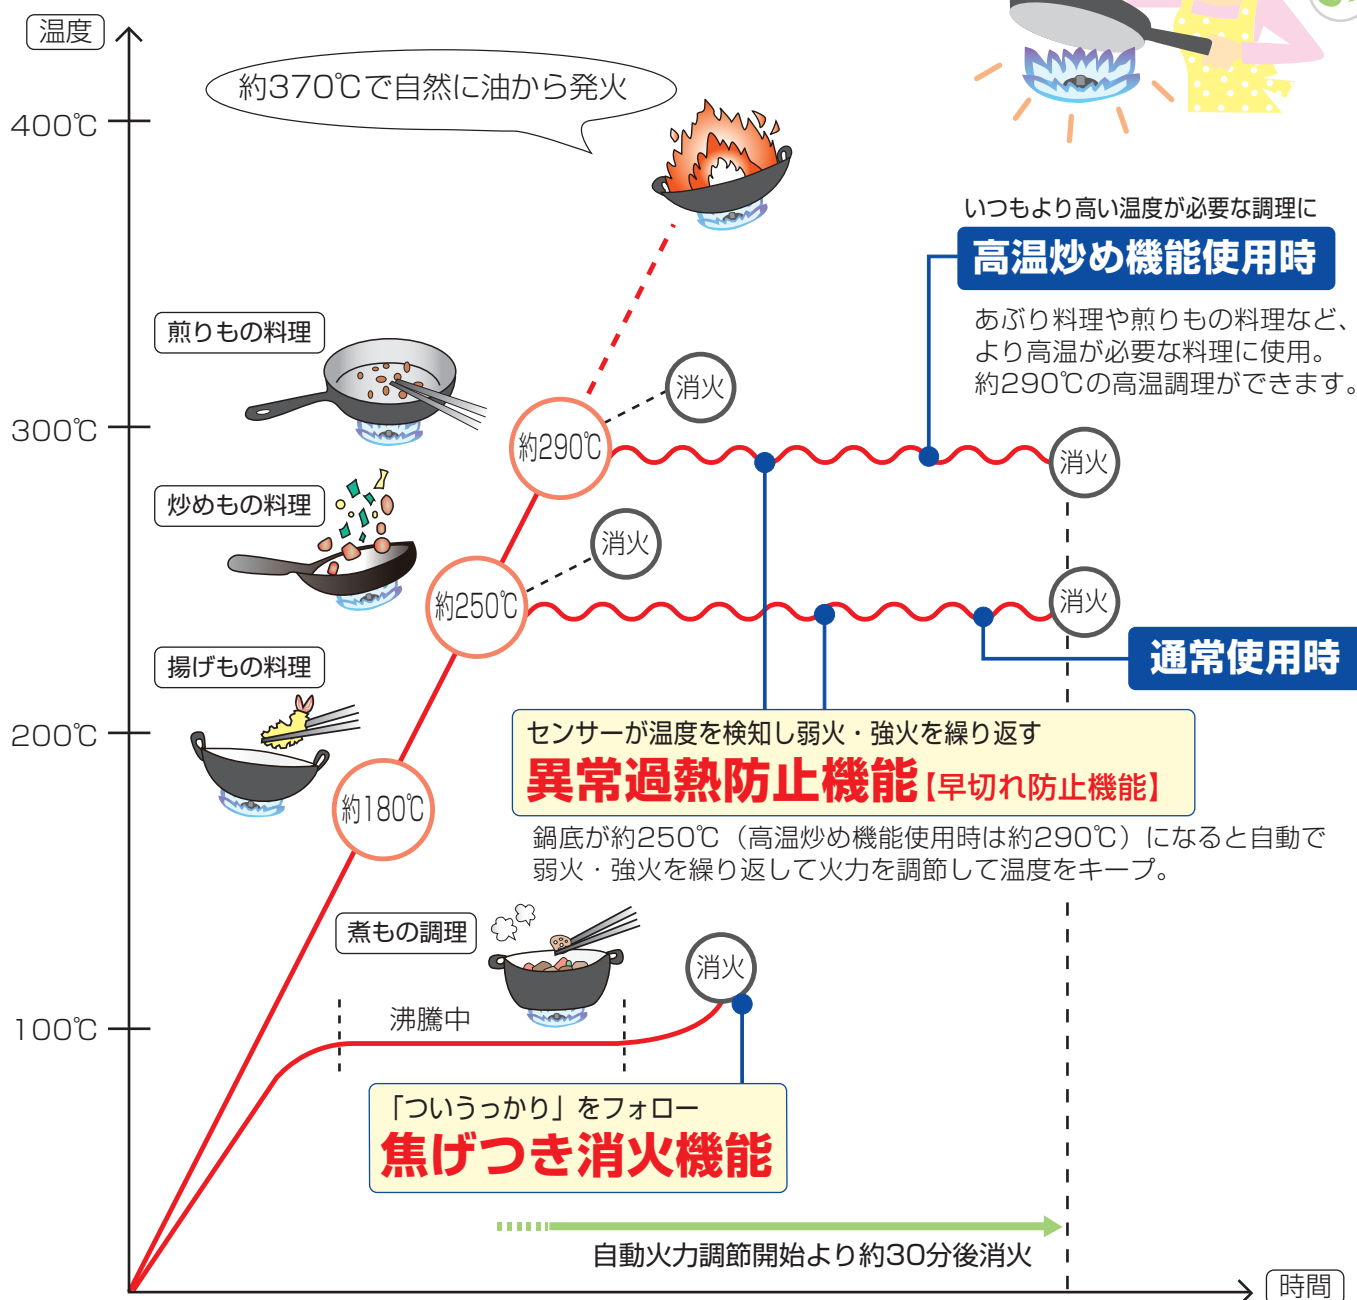 温度
約370℃で自然に油から発火
400℃
いつもより高い温度が必要な調理に
高温炒め機能使用時
あぶり料理や煎りもの料理など、
より高温が必要な料理に使用。
約290℃の高温調理ができます。
煎りもの料理
消火
300℃
約290℃
消火
炒めもの料理
消火
約250℃
消火
通常使用時
揚げもの料理
200℃
センサーが温度を検知し弱火・強火を繰り返す
異常過熱防止機能【早切れ防止機能】
約180℃
鍋底が約250℃（高温炒め機能使用時は約290℃）になると自動で
弱火・強火を繰り返して火力を調節して温度をキープ。
煮もの調理
消火
100℃
沸騰中
「ついうっかり」をフォロー
焦げつき消火機能
自動火力調節開始より約30分後消火
時間